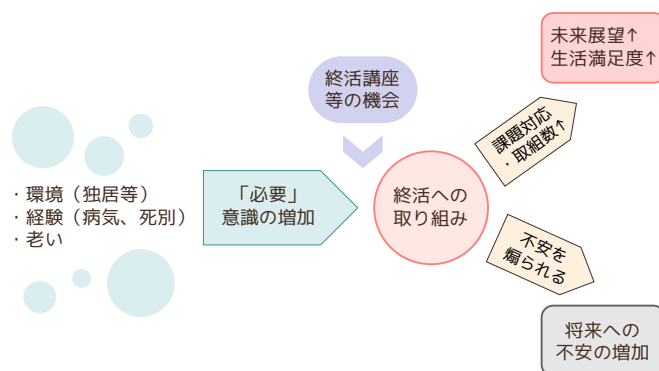 未来展望↑
生活満足度↑
終活講座
等の機会
課題対応
・取組数↑
・環境（独居等）
・経験（病気、死別）
・老い
「必要」
意識の増加
終活への
取り組み
不安を
煽られる
将来への
不安の増加